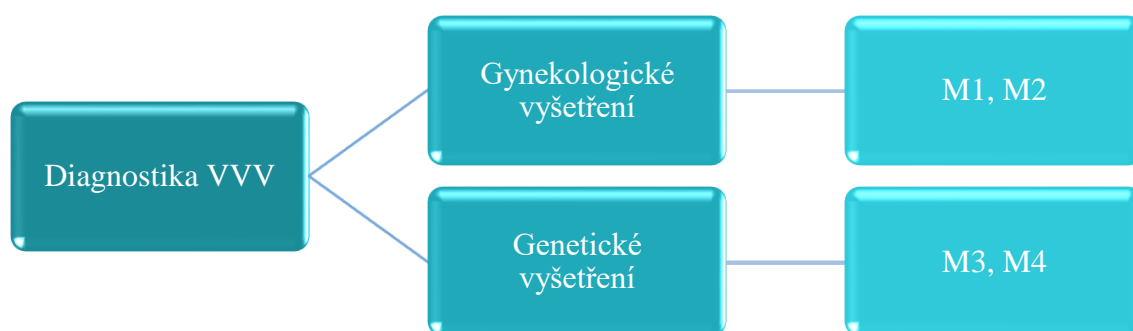 Gynekologické
vyšetření
M1, M2
Diagnostika VVV
Genetické
vyšetření
M3, M4